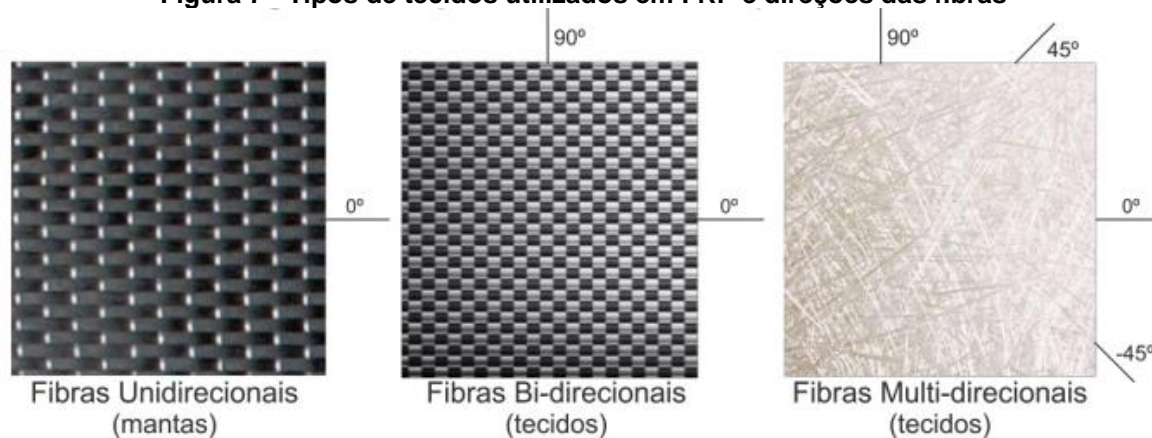 90º
90º
45º
0º
0º
0º
-45º
Fibras Unidirecionais
(mantas)
Fibras Bi-direcionais
(tecidos)
Fibras Multi-direcionais
(tecidos)